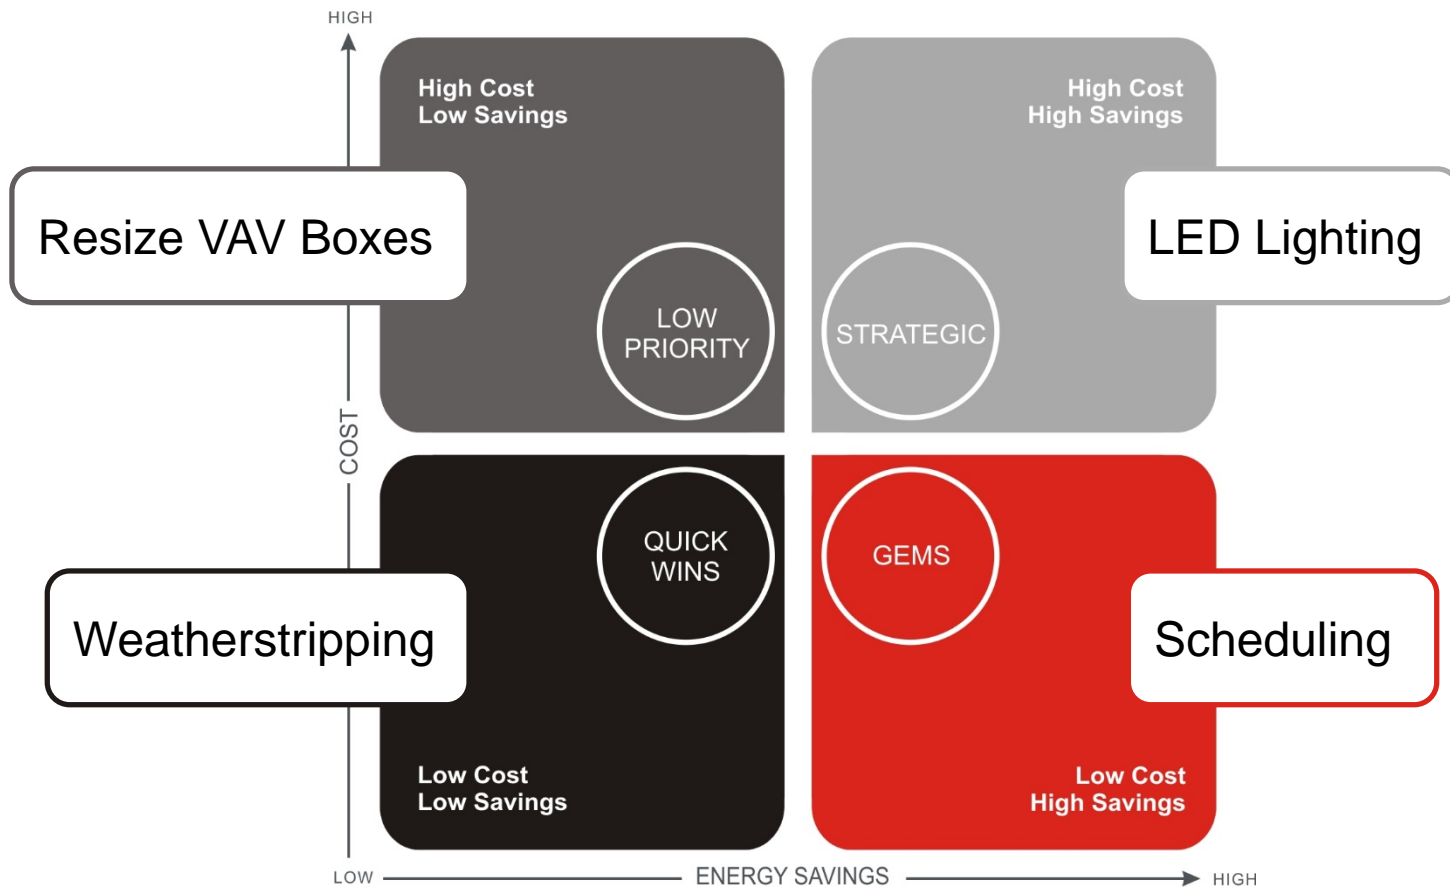 HIGH
High Cost
Low Savings
High Cost
High Savings
Resize VAV Boxes
LED Lighting
LOW
PRIORITY
STRATEGIC
COST
QUICK
WINS
GEMS
Weatherstripping
Scheduling
Low Cost
Low Savings
Low Cost
High Savings
LOW
ENERGY SAVINGS
HIGH